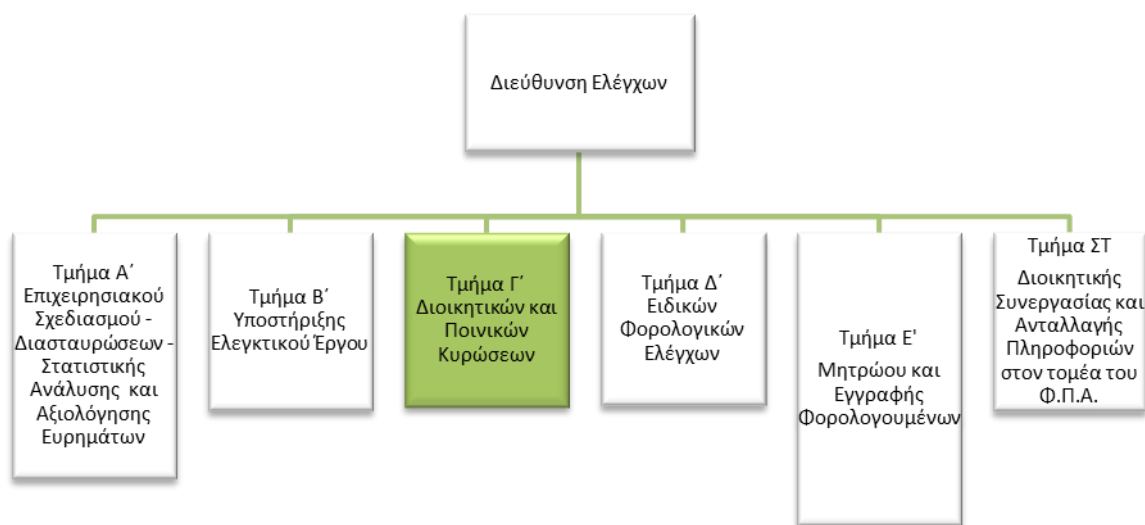 Διεύθυνση Ελέγχων
Τμήμα Α΄
Επιχειρησιακού
Σχεδιασμού -
Διασταυρώσεων -
Στατιστικής
Ανάλυσης και
Αξιολόγησης
Ευρημάτων
Τμήμα Β΄
Υποστήριξης
Ελεγκτικού Έργου
Τμήμα Γ΄
Διοικητικών και
Ποινικών
Κυρώσεων
Τμήμα Δ΄
Ειδικών
Φορολογικών
Ελέγχων
Τμήμα Ε'
Μητρώου και
Εγγραφής
Φορολογουμένων
Τμήμα ΣΤ
Διοικητικής
Συνεργασίας και
Ανταλλαγής
Πληροφοριών
στον τομέα του
Φ.Π.Α.